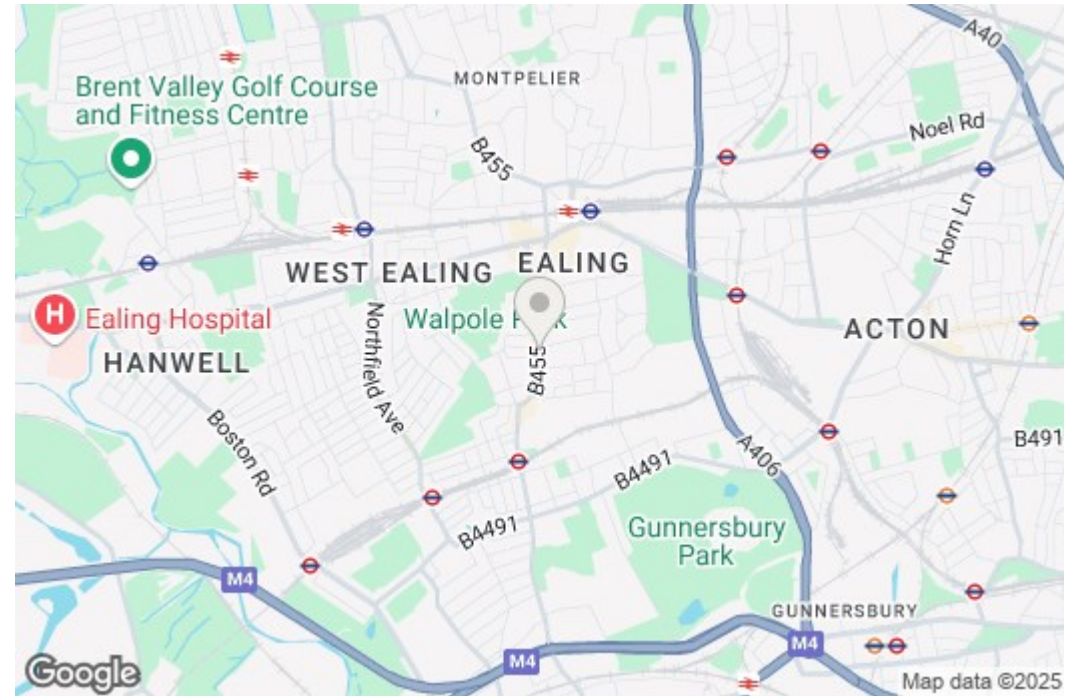 A40
MONTPELIER
Brent Valley Golf Course
and Fitness Centre
Noel Rd
B455
Horn Ln
WEST EALING
EALING
Ealing Hospital
H
Walpole P k
Northfield Ave
ACTON
HANWELL
B455
Boston Rd
A406
B491
B4491
B4491
Gunnersbury
Park
M4
GUNNERSBURY
M4
M4
Google
Map data ©2025